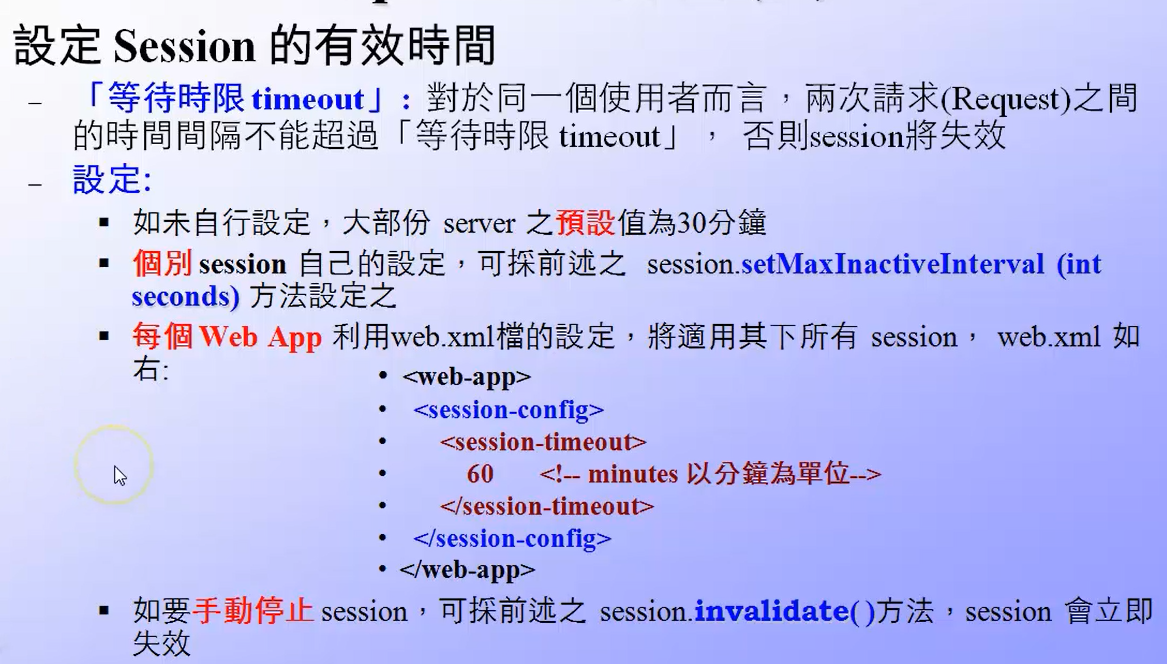 設定 Session 的有效時間
– 「等待時限 timeout」: 對於同一個使用者而言，兩次請求(Request)之間
的時間間隔不能超過「等待時限 timeout」， 否則session將失效
– 設定:
▪ 如未自行設定，大部份 server 之預設值為30分鐘
▪ 個別 session 自己的設定，可採前述之 session.setMaxInactiveInterval (int
seconds) 方法設定之
▪ 每個 Web App 利用web.xml檔的設定，將適用其下所有 session， web.xml 如
右:
• <web-app>
• <session-config>
• <session-timeout>
• 60 <!-- minutes 以分鐘為單位-->
• </session-timeout>
• </session-config>
• </web-app>
▪ 如要手動停止 session，可採前述之 session.invalidate( )方法，session 會立即
失效